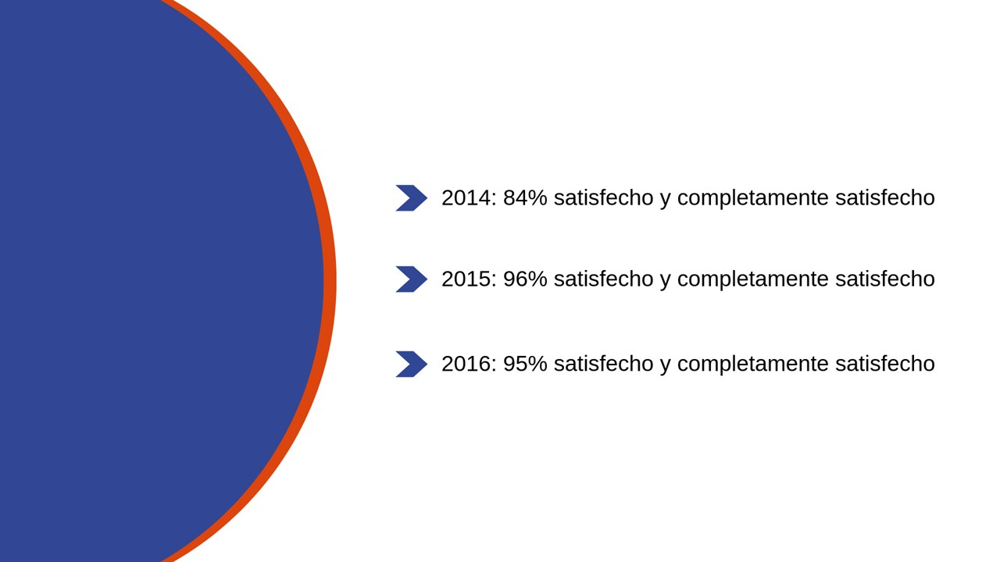 2014: 84% satisfecho y completamente satisfecho
2015: 96% satisfecho y completamente satisfecho
2016: 95% satisfecho y completamente satisfecho